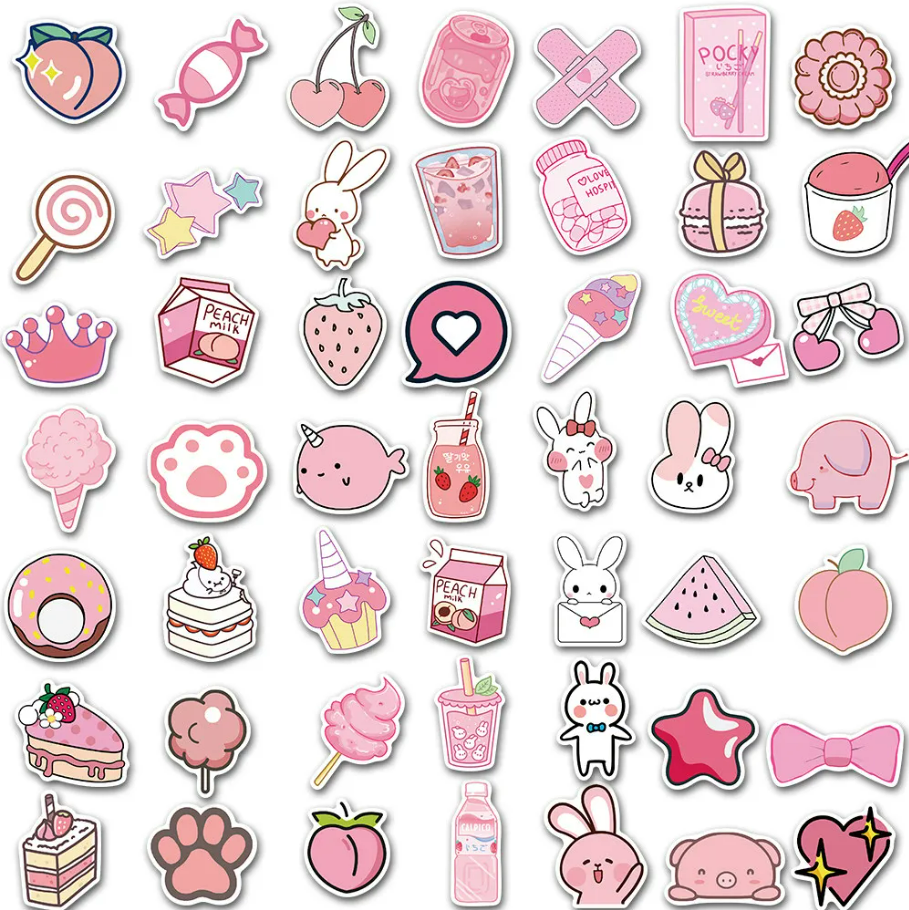 POCKY
いちご
STRAWBERRY CREAM
LOVE
HOSPI
PEACH
milk
Sweet
딸기맛
우유
PEACH
milk
CALPICO
いちご